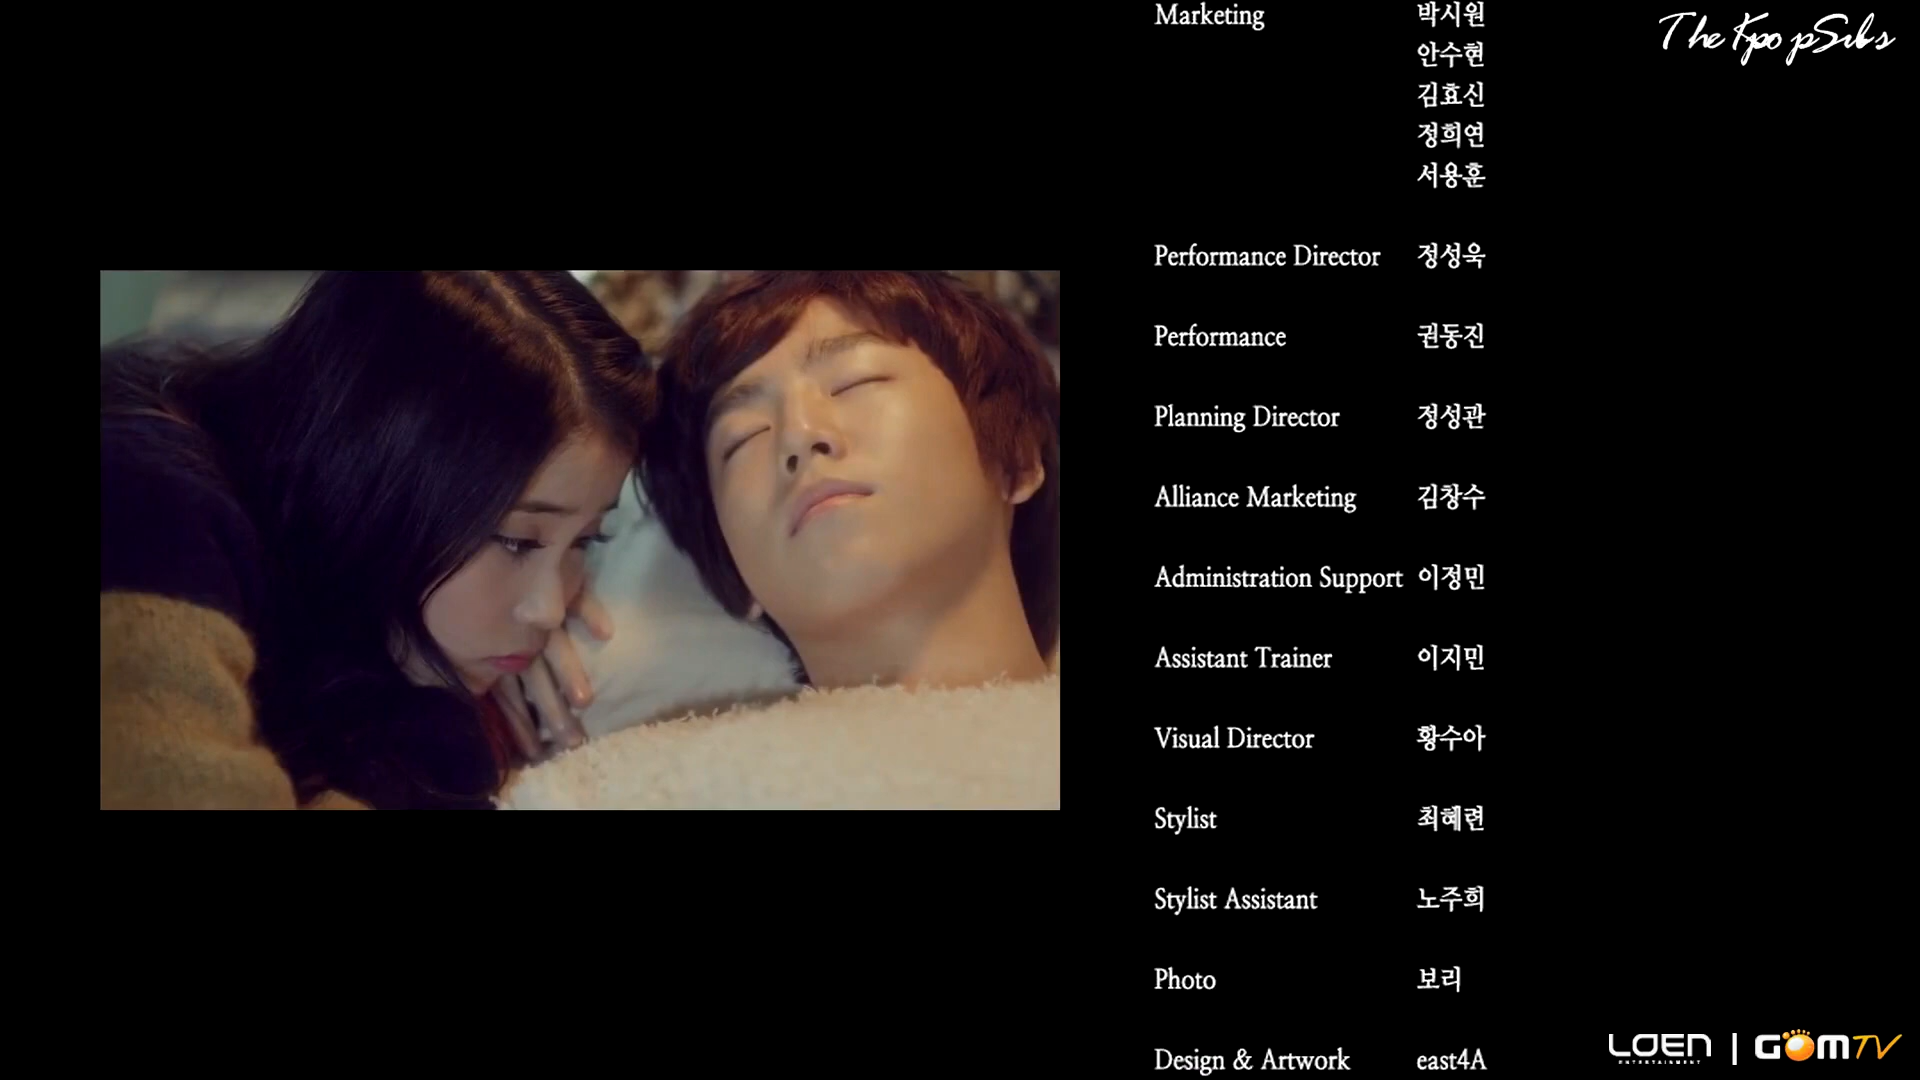 TheKpopSubs
Marketing 박시원
안수현
김효신
정희연
서용훈
Performance Director 정성욱
Performance 권동진
Planning Director 정성관
Alliance Marketing 김창수
Administration Support 이정민
Assistant Trainer 이지민
Visual Director 황수아
Stylist 최혜련
Stylist Assistant 노주희
Photo 보리
Design & Artwork east4A
LOEN | GOMTV
ENTERTAINMENT